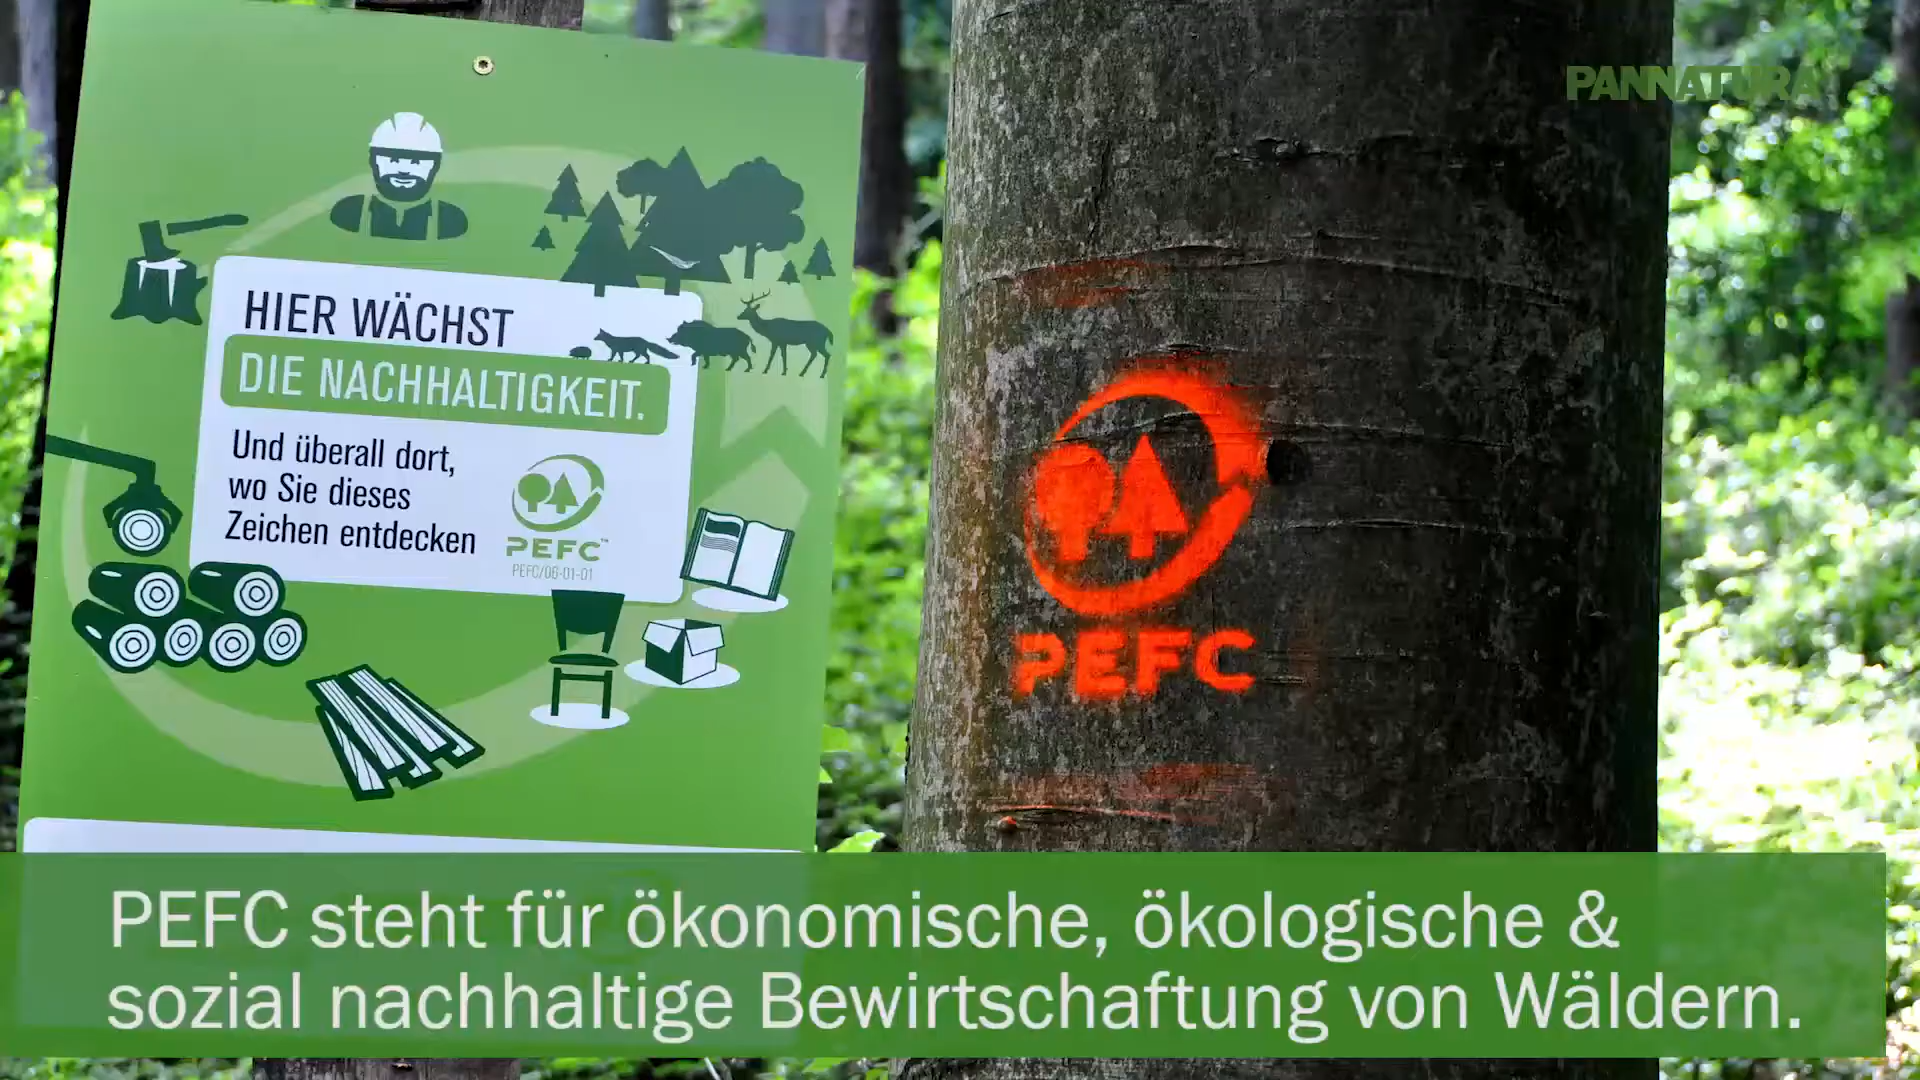 PANNATURA
HIER WÄCHST
DIE NACHHALTIGKEIT.
Und überall dort,
wo Sie dieses
Zeichen entdecken
PEFC™
PEFC/06-01-01
PEFC
PEFC steht für ökonomische, ökologische &
sozial nachhaltige Bewirtschaftung von Wäldern.